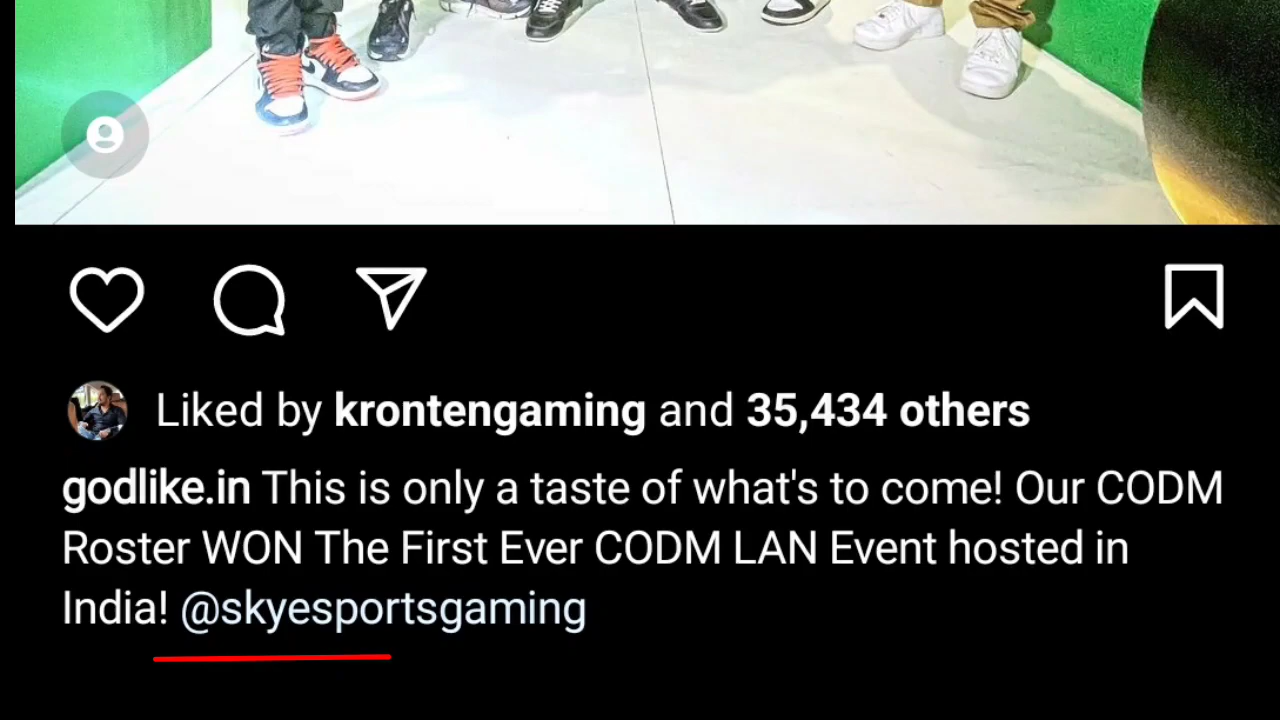 Liked by krontengaming and 35,434 others
godlike.in This is only a taste of what's to come! Our CODM
Roster WON The First Ever CODM LAN Event hosted in
India! @skyesportsgaming